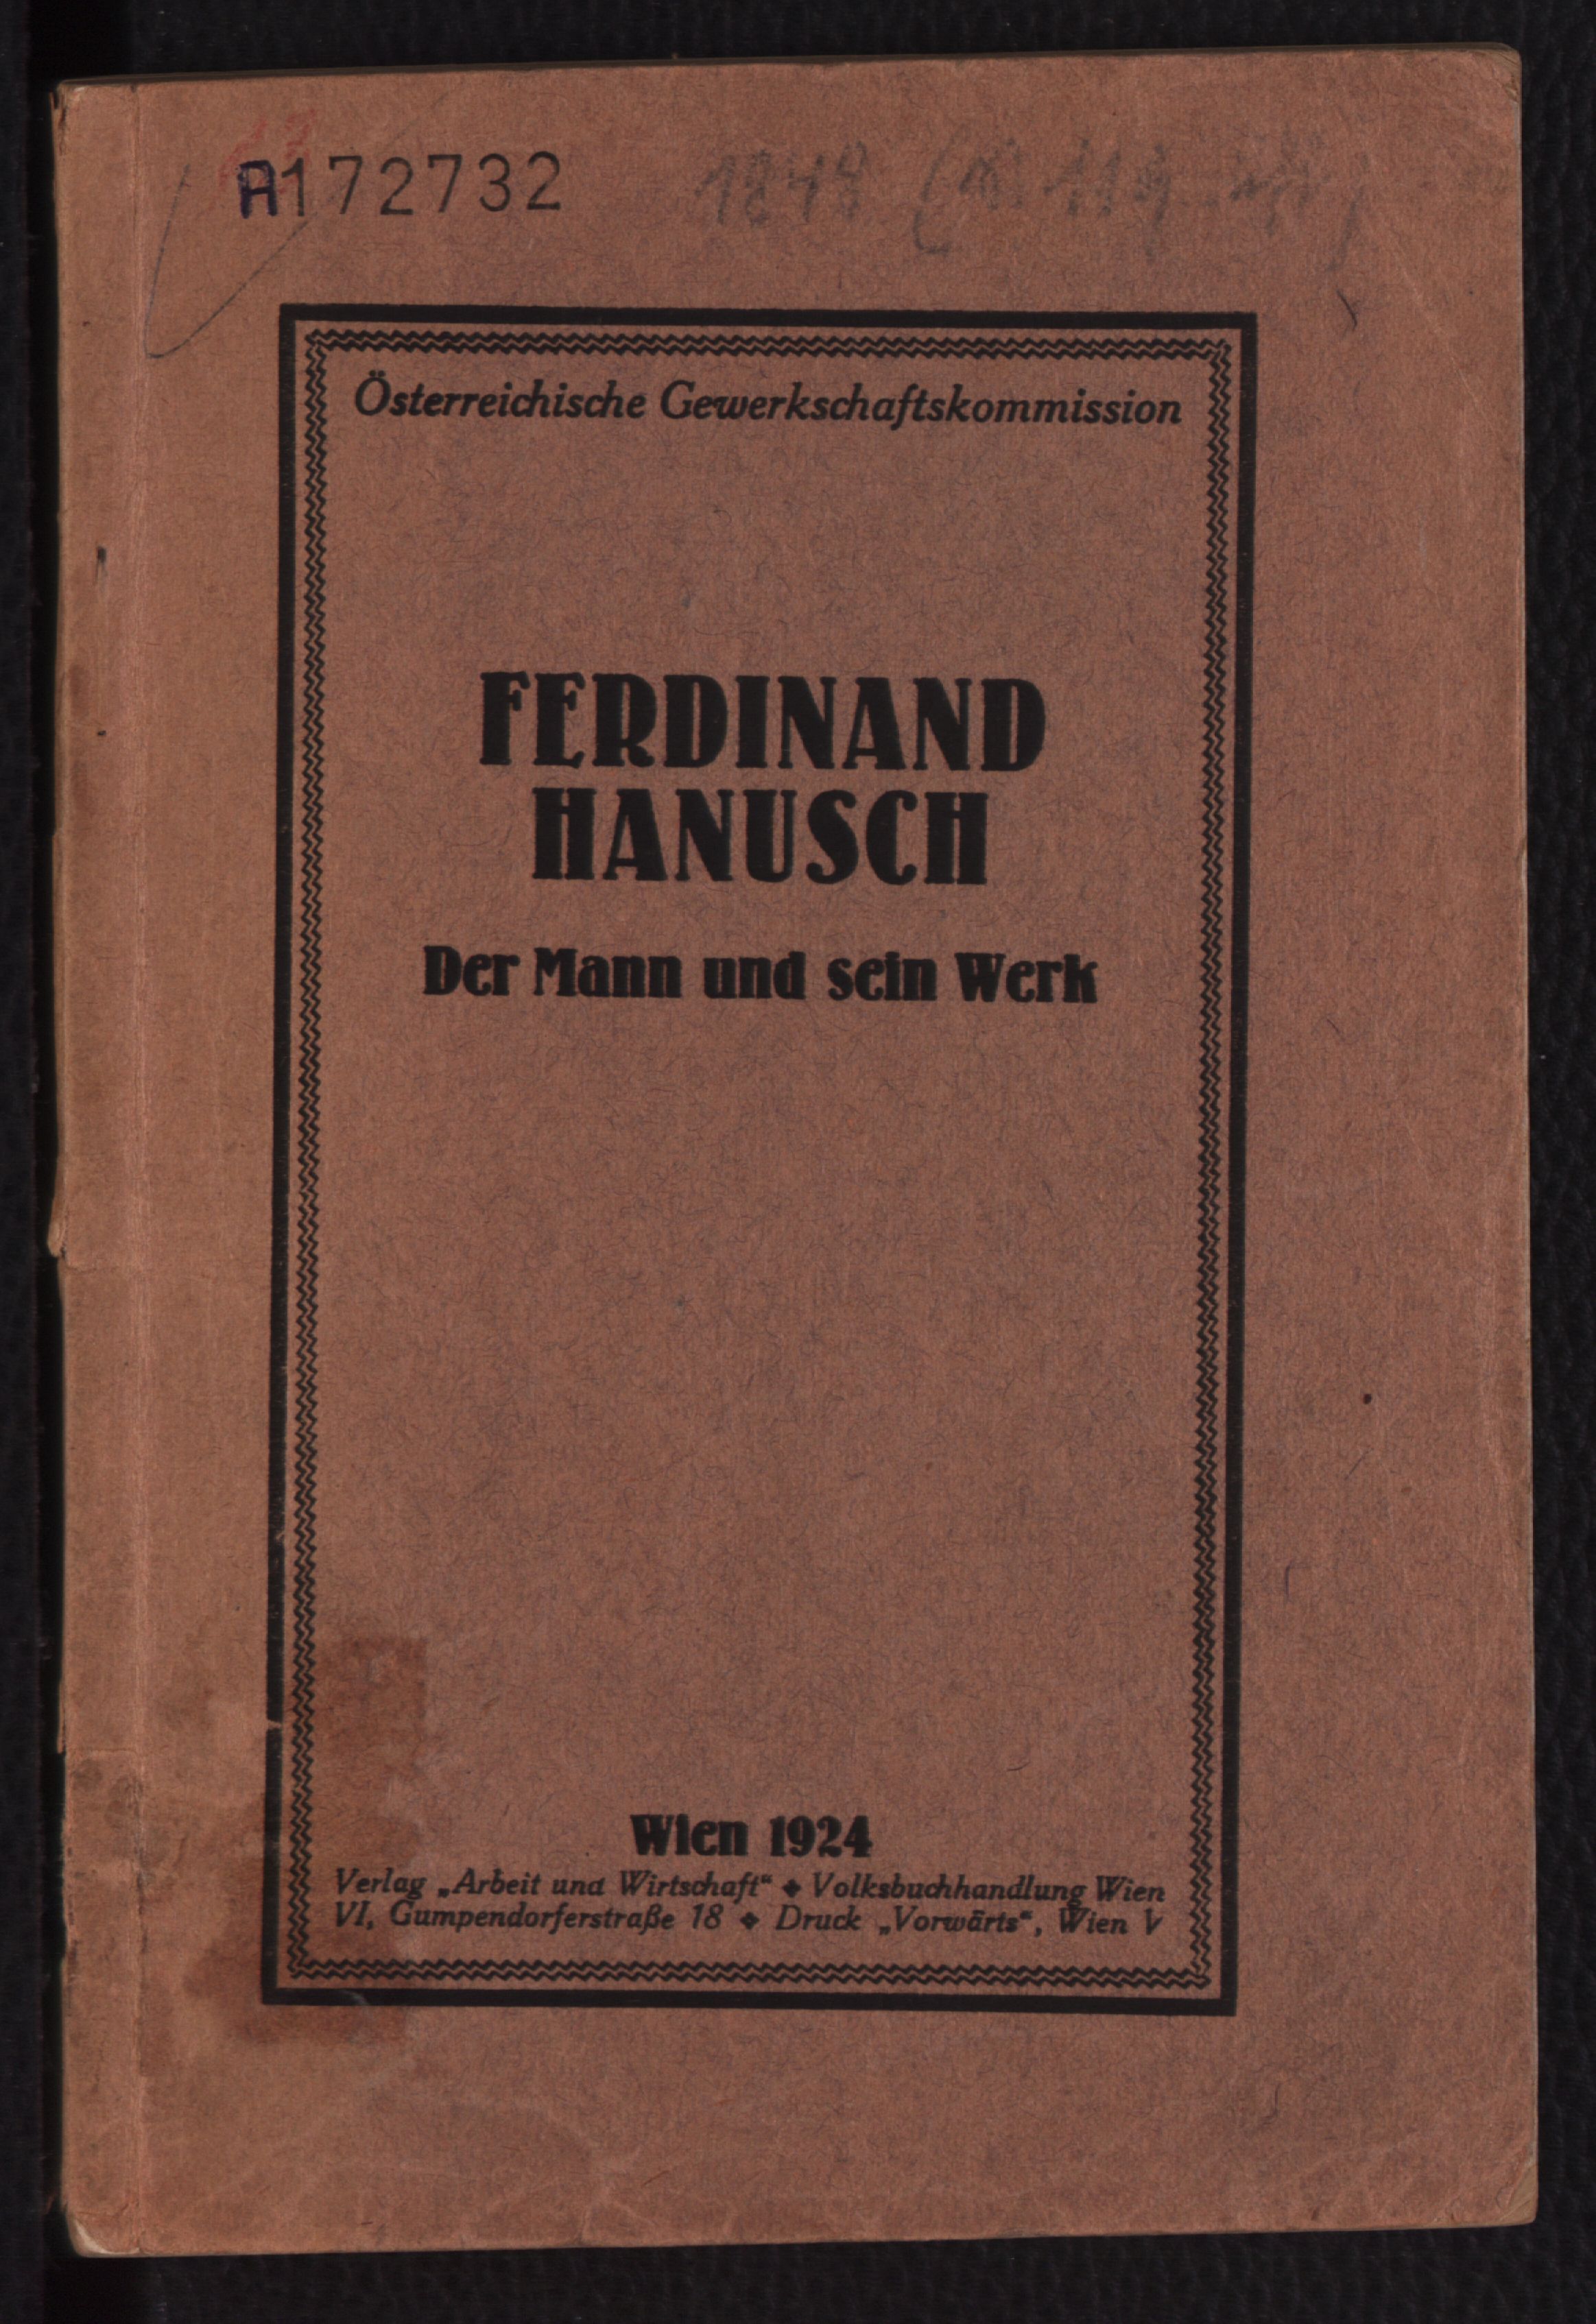 A172732
Österreichische Gewerkschaftskommission
FERDINAND
HANUSCH
Der Mann und sein Werk
Wien 1924
Verlag „Arbeit und Wirtschaft“ ◆ Volksbuchhandlung Wien
VI, Gumpendorferstraße 18 ◆ Druck „Vorwärts“, Wien V